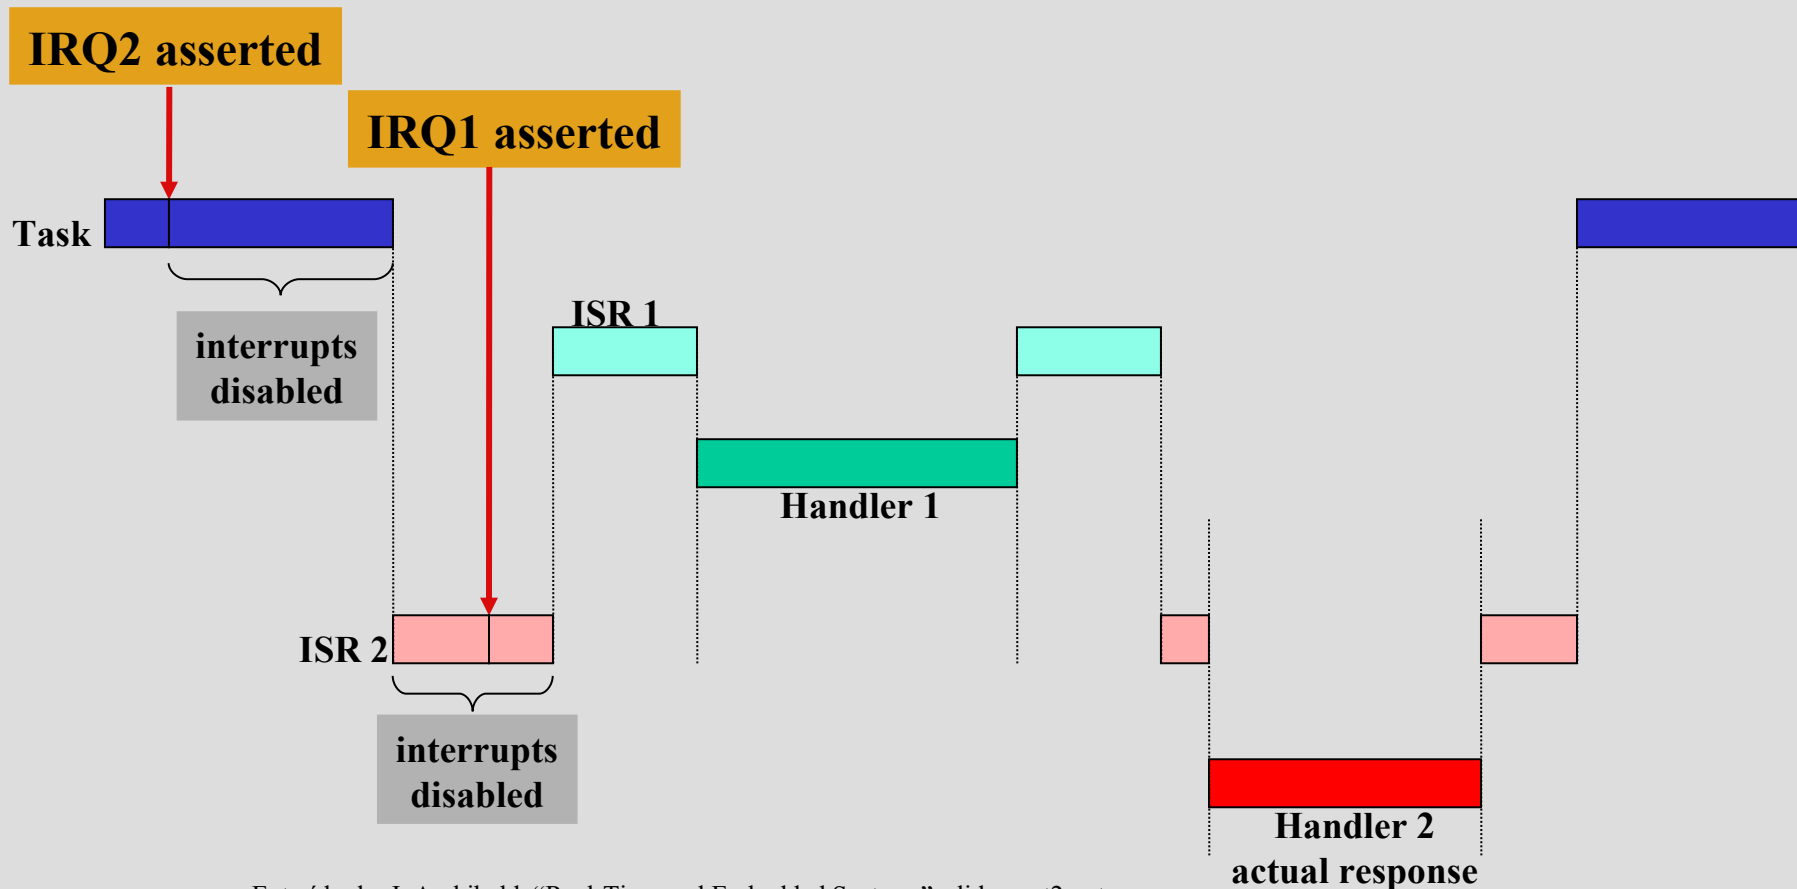 IRQ2 asserted
IRQ1 asserted
Task
interrupts
disabled
ISR 1
Handler 1
ISR 2
interrupts
disabled
Handler 2
actual response